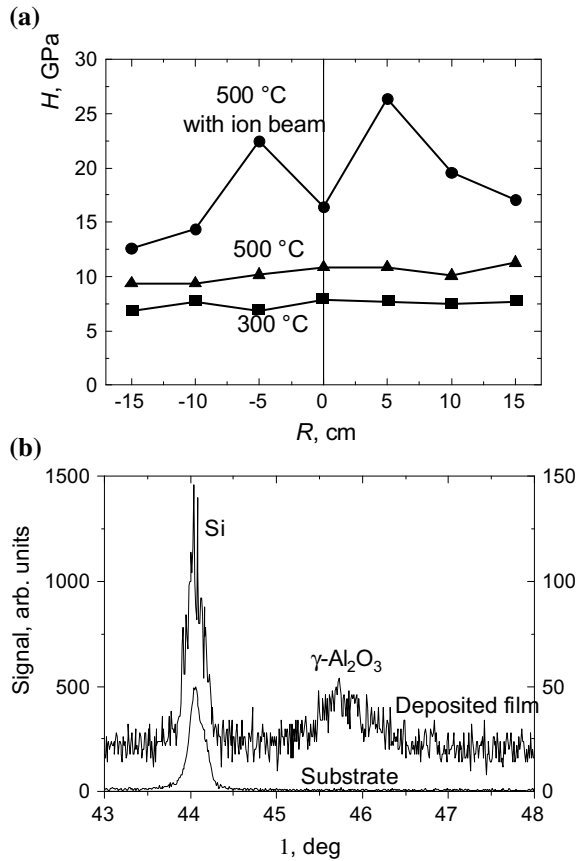 (a)
H, GPa
30
25
20
15
10
5
0
500 °C
with ion beam
500 °C
300 °C
-15 -10 -5 0 5 10 15
R, cm
(b)
Signal, arb. units
1500
1000
500
0
150
100
50
0
Si
γ-Al₂O₃
Deposited film
Substrate
43 44 45 46 47 48
1, deg